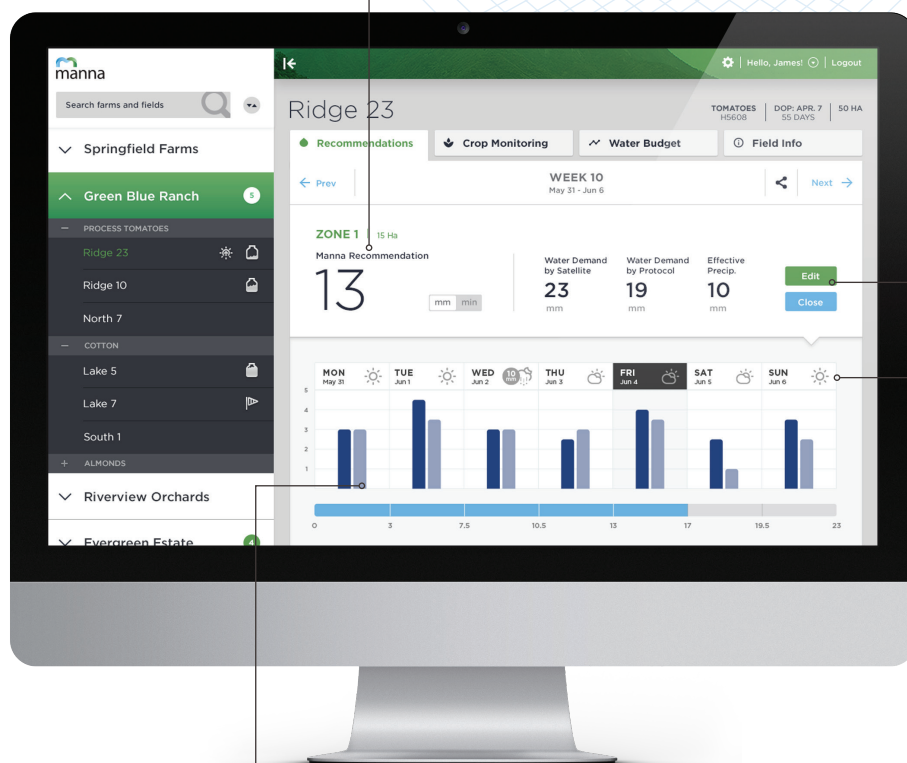 manna
Hello, James! | Logout
Search farms and fields
Ridge 23
TOMATOES
H5608
DOP: APR. 7
55 DAYS
50 HA
Springfield Farms
Recommendations
Crop Monitoring
Water Budget
Field Info
Green Blue Ranch
5
Prev
WEEK 10
May 31 - Jun 6
Next
PROCESS TOMATOES
Ridge 23
Ridge 10
North 7
COTTON
Lake 5
Lake 7
South 1
ALMONDS
Riverview Orchards
Evergreen Estate
4
ZONE 1 | 15 Ha
Manna Recommendation
13
mm min
Water Demand
by Satellite
23
mm
Water Demand
by Protocol
19
mm
Effective
Precip.
10
mm
Edit
Close
MON
May 31
TUE
Jun 1
WED
Jun 2
10
mm
THU
Jun 3
FRI
Jun 4
SAT
Jun 5
SUN
Jun 6
5
4
3
2
1
0 3 7.5 10.5 13 17 19.5 23